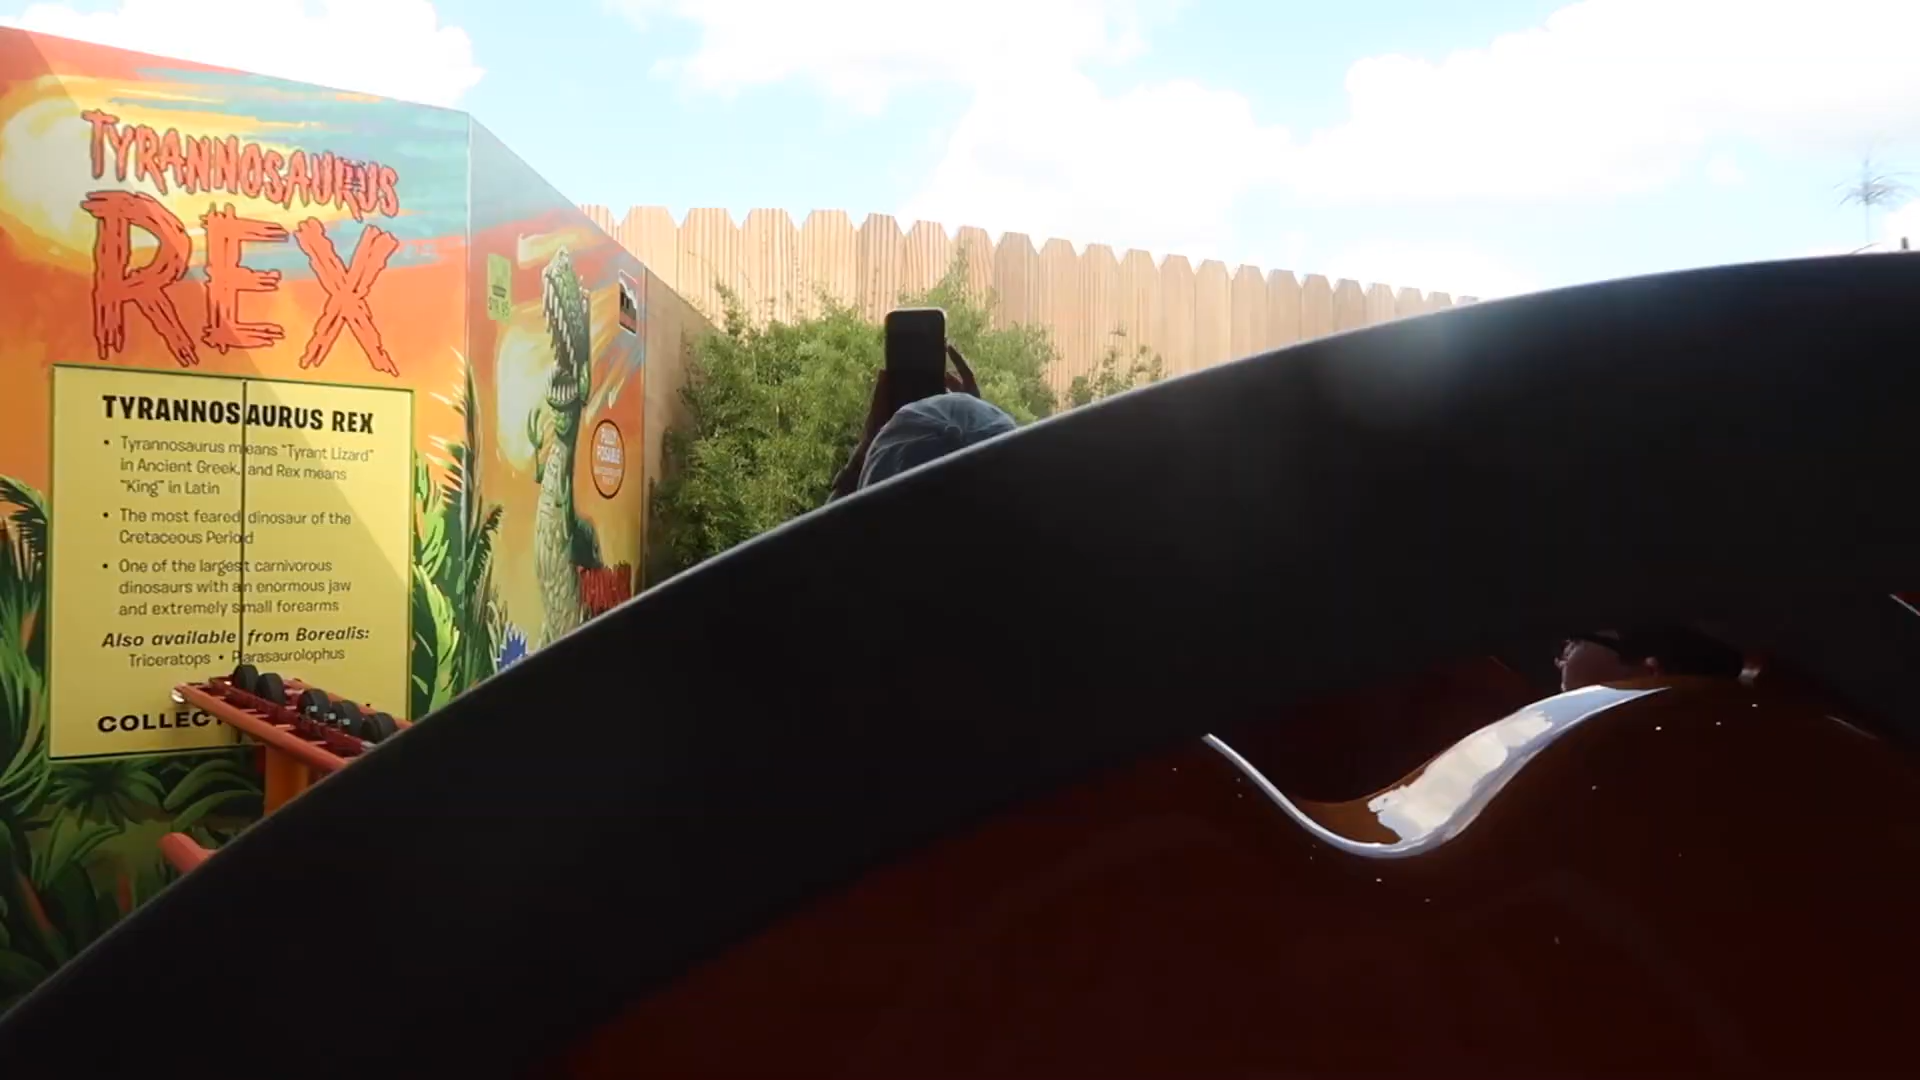 TYRANNOSAURUS
REX
TYRANNOSAURUS REX
• Tyrannosaurus means "Tyrant Lizard"
in Ancient Greek, and Rex means
"King" in Latin
• The most feared dinosaur of the
Cretaceous Period
• One of the largest carnivorous
dinosaurs with an enormous jaw
and extremely small forearms
Also available from Borealis:
Triceratops • Parasaurolophus
COLLECT
FULLY
POSABLE